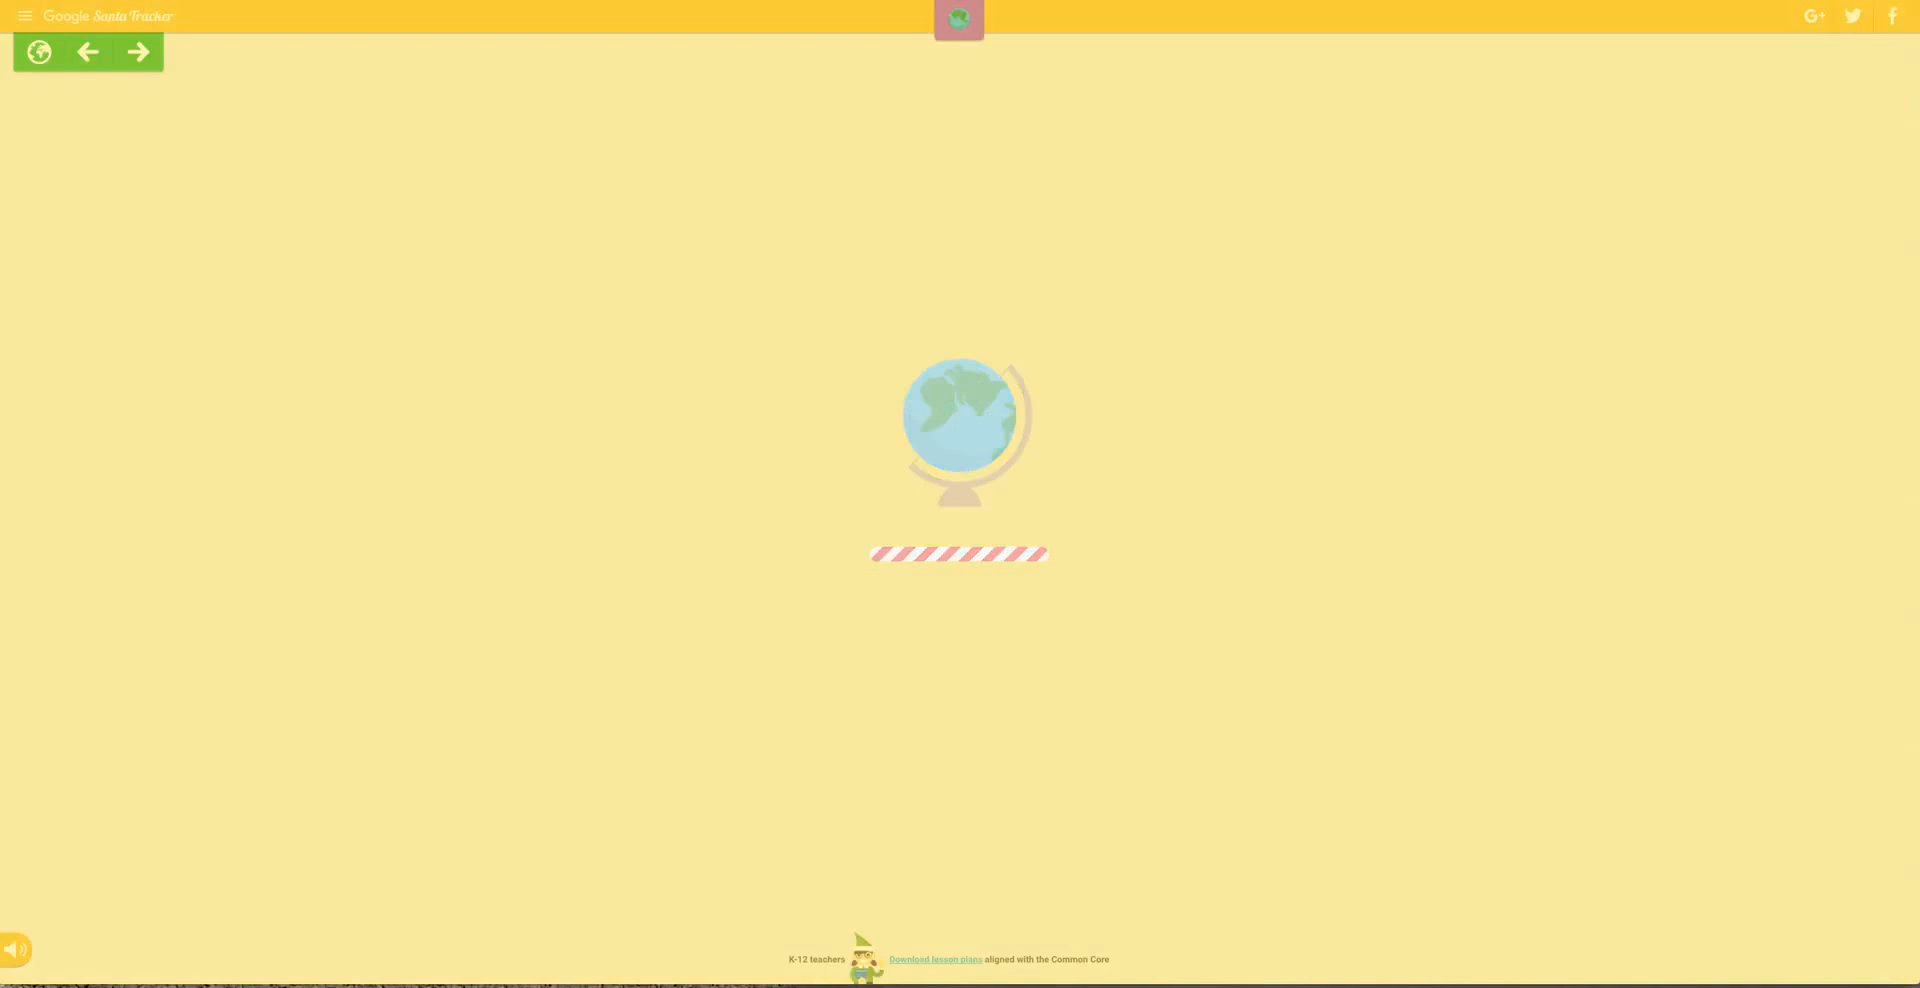 Google Santa Tracker
G+
K-12 teachers Download lesson plans aligned with the Common Core